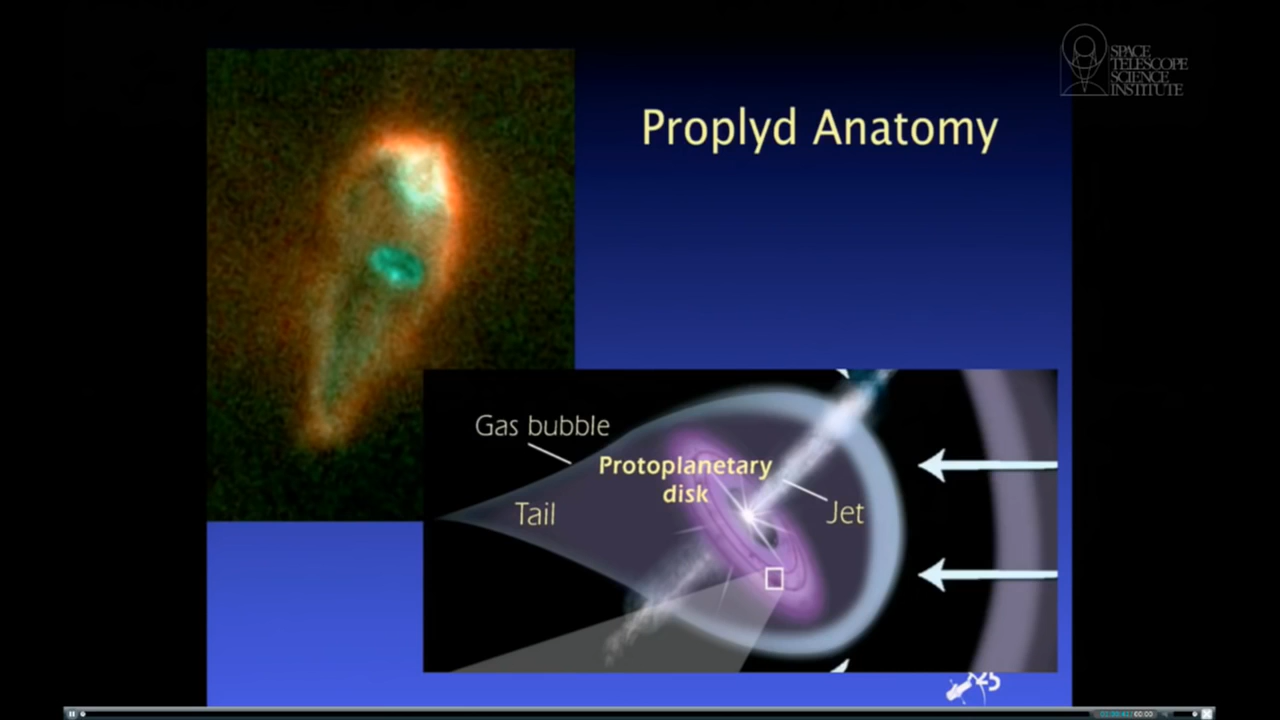 SPACE
TELESCOPE
SCIENCE
INSTITUTE
Proplyd Anatomy
Gas bubble
Protoplanetary
disk
Tail
Jet